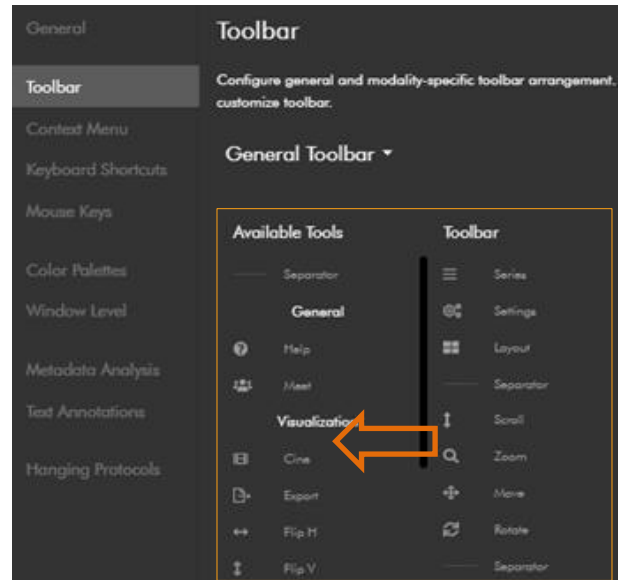 General
Toolbar
Context Menu
Keyboard Shortcuts
Mouse Keys
Color Palettes
Window Level
Metadata Analysis
Text Annotations
Hanging Protocols
Toolbar
Configure general and modality-specific toolbar arrangement.
customize toolbar.
General Toolbar
Available Tools
Separator
General
Help
Meet
Visualization
Cine
Export
Flip H
Flip V
Toolbar
Series
Settings
Layout
Separator
Scroll
Zoom
Move
Rotate
Separator